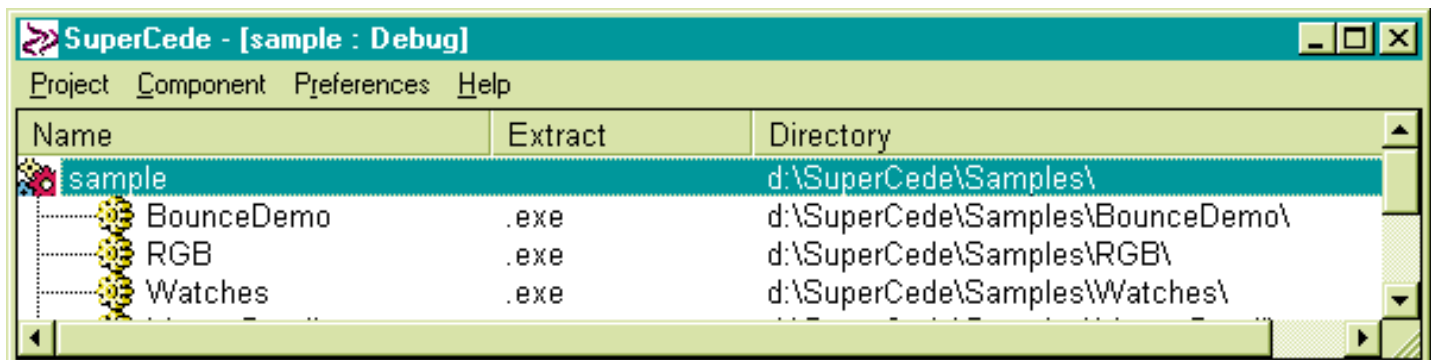 SuperCede - [sample : Debug]
Project Component Preferences Help
Name Extract Directory
sample d:\SuperCede\Samples\
BounceDemo .exe d:\SuperCede\Samples\BounceDemo\
RGB .exe d:\SuperCede\Samples\RGB\
Watches .exe d:\SuperCede\Samples\Watches\